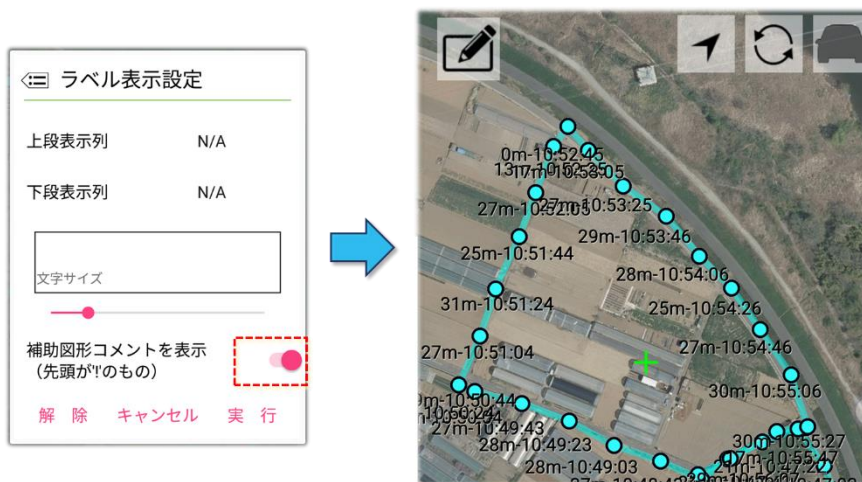 ラベル表示設定
上段表示列 N/A
下段表示列 N/A
文字サイズ
補助図形コメントを表示
(先頭が'!'のもの)
解 除 キャンセル 実 行
0m-10:52:45
17m-10:53:05
27m-10:52:05
27m-10:53:25
25m-10:51:44
29m-10:53:46
28m-10:54:06
31m-10:51:24
25m-10:54:26
27m-10:51:04
27m-10:54:46
30m-10:55:06
27m-10:49:43
28m-10:49:23
30m-10:55:27
28m-10:49:03